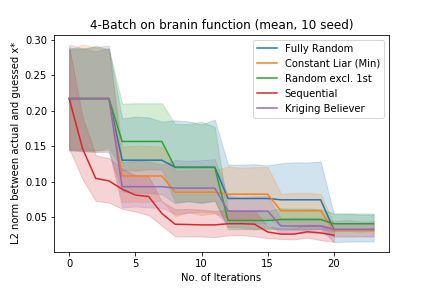 4-Batch on branin function (mean, 10 seed)
L2 norm between actual and guessed x*
0.30
0.25
0.20
0.15
0.10
0.05
Fully Random
Constant Liar (Min)
Random excl. 1st
Sequential
Kriging Believer
0 5 10 15 20
No. of Iterations